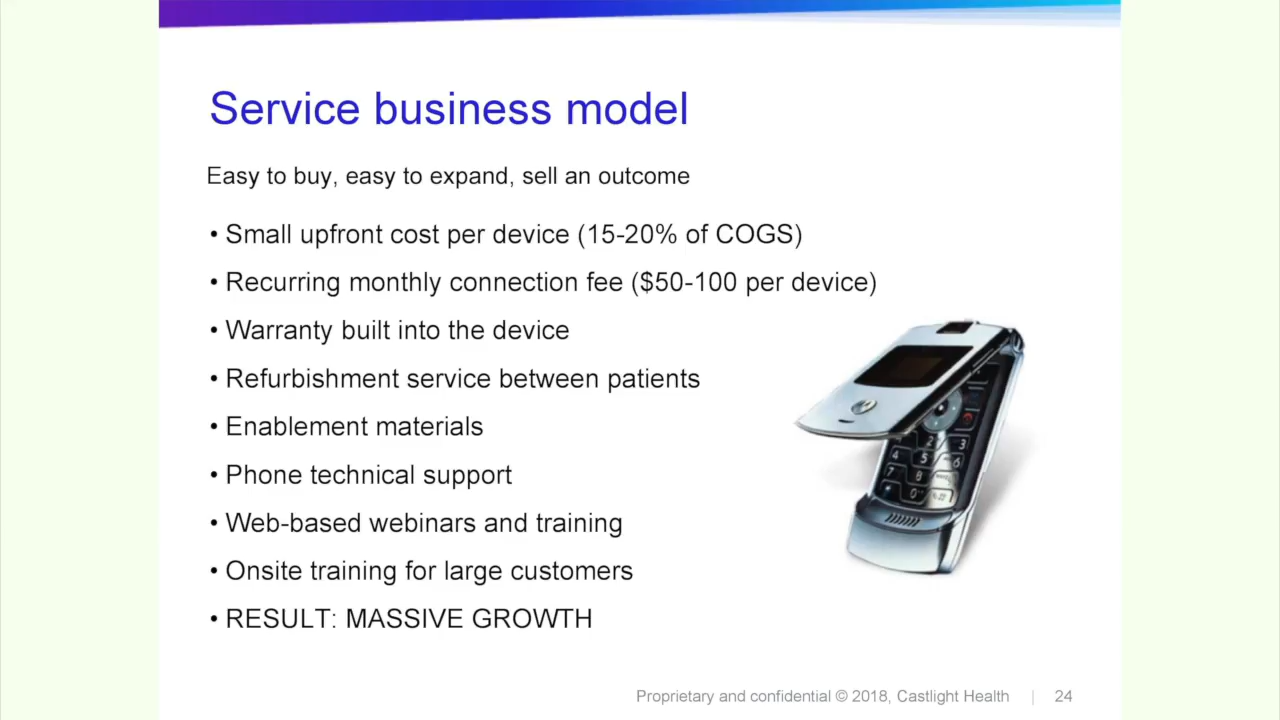 Service business model
Easy to buy, easy to expand, sell an outcome
• Small upfront cost per device (15-20% of COGS)
• Recurring monthly connection fee ($50-100 per device)
• Warranty built into the device
• Refurbishment service between patients
• Enablement materials
• Phone technical support
• Web-based webinars and training
• Onsite training for large customers
• RESULT: MASSIVE GROWTH
Proprietary and confidential © 2018, Castlight Health | 24